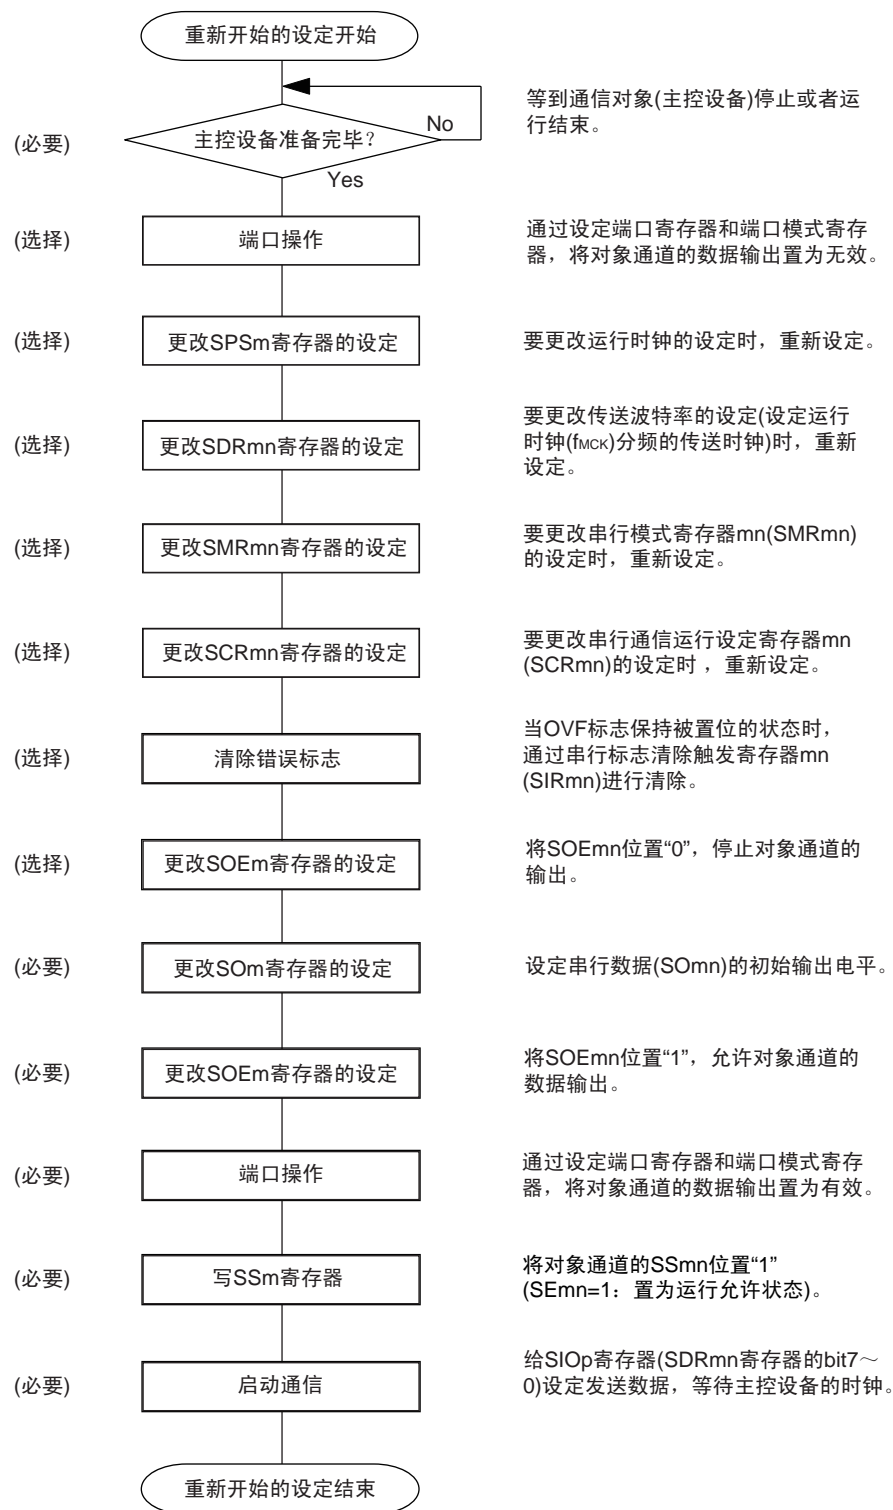 重新开始的设定开始
等到通信对象(主控设备)停止或者运
行结束。
(必要)
主控设备准备完毕？
No
Yes
(选择)
端口操作
通过设定端口寄存器和端口模式寄存
器，将对象通道的数据输出置为无效。
(选择)
更改SPSm寄存器的设定
要更改运行时钟的设定时，重新设定。
(选择)
更改SDRmn寄存器的设定
要更改传送波特率的设定(设定运行
时钟(fMCK)分频的传送时钟)时，重新
设定。
(选择)
更改SMRmn寄存器的设定
要更改串行模式寄存器mn(SMRmn)
的设定时，重新设定。
(选择)
更改SCRmn寄存器的设定
要更改串行通信运行设定寄存器mn
(SCRmn)的设定时 ，重新设定。
(选择)
清除错误标志
当OVF标志保持被置位的状态时，
通过串行标志清除触发寄存器mn
(SIRmn)进行清除。
(选择)
更改SOEm寄存器的设定
将SOEmn位置“0”，停止对象通道的
输出。
(必要)
更改SOm寄存器的设定
设定串行数据(SOmn)的初始输出电平。
(必要)
更改SOEm寄存器的设定
将SOEmn位置“1”，允许对象通道的
数据输出。
(必要)
端口操作
通过设定端口寄存器和端口模式寄存
器，将对象通道的数据输出置为有效。
(必要)
写SSm寄存器
将对象通道的SSmn位置“1”
(SEmn=1：置为运行允许状态)。
(必要)
启动通信
给SIOp寄存器(SDRmn寄存器的bit7～
0)设定发送数据，等待主控设备的时钟。
重新开始的设定结束